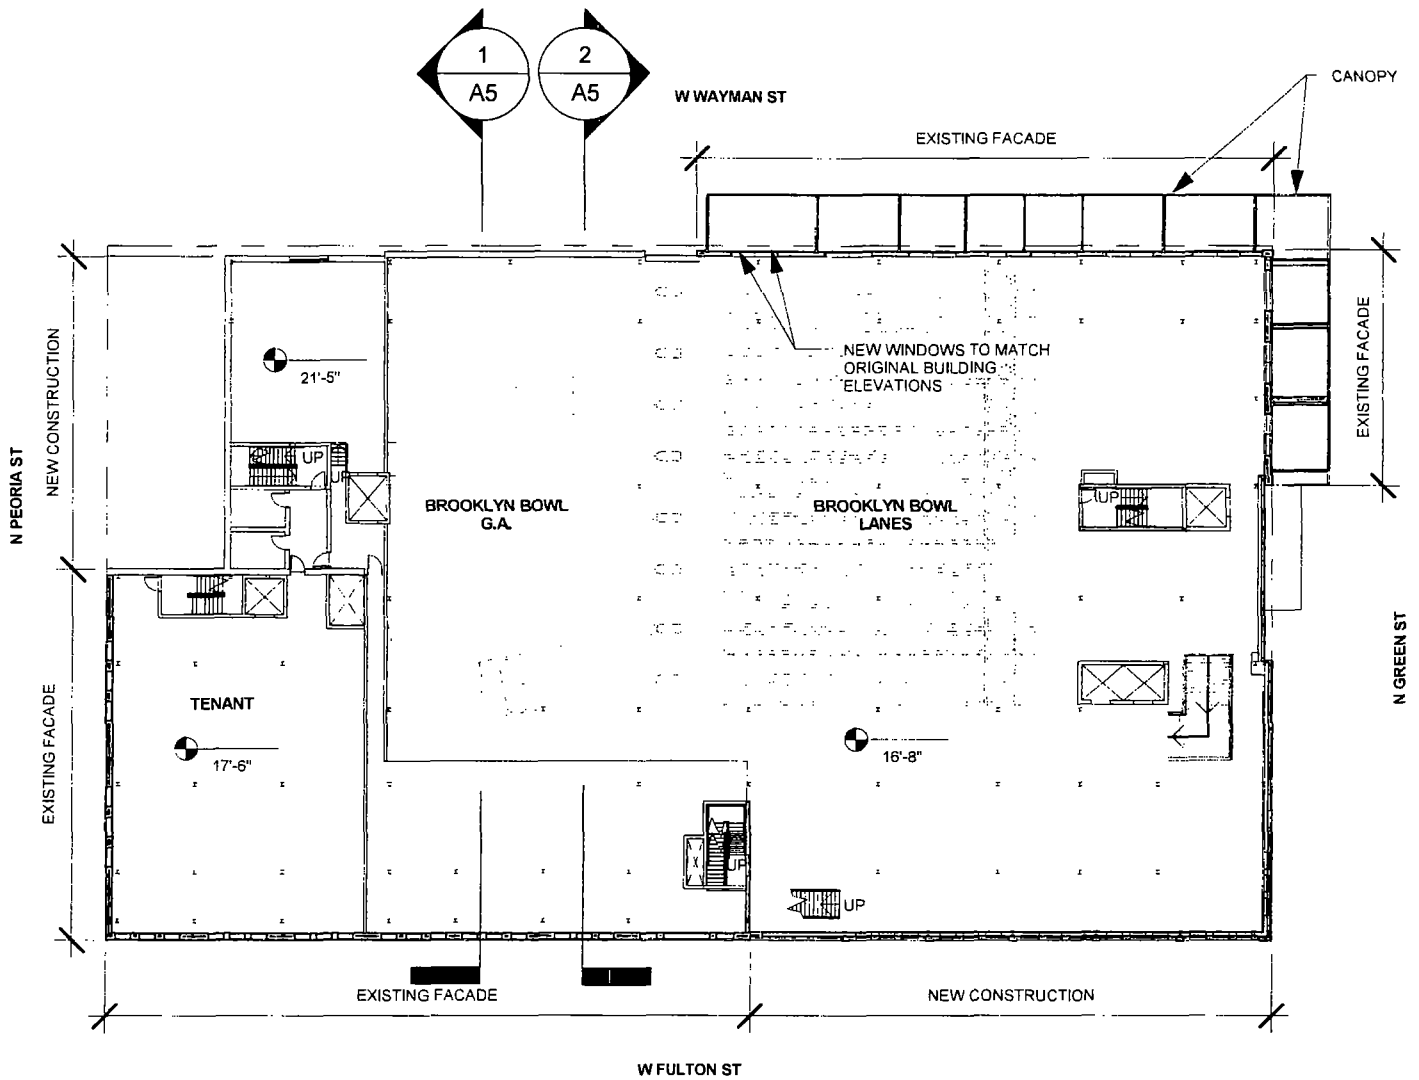 1
2
A5
A5
W WAYMAN ST
CANOPY
EXISTING FACADE
NEW CONSTRUCTION
N PEORIA ST
EXISTING FACADE
NEW WINDOWS TO MATCH
ORIGINAL BUILDING
ELEVATIONS
21'-5"
UP
BROOKLYN BOWL
G.A.
BROOKLYN BOWL
LANES
UP
EXISTING FACADE
TENANT
17'-6"
16'-8"
N GREEN ST
UP
UP
EXISTING FACADE
NEW CONSTRUCTION
W FULTON ST